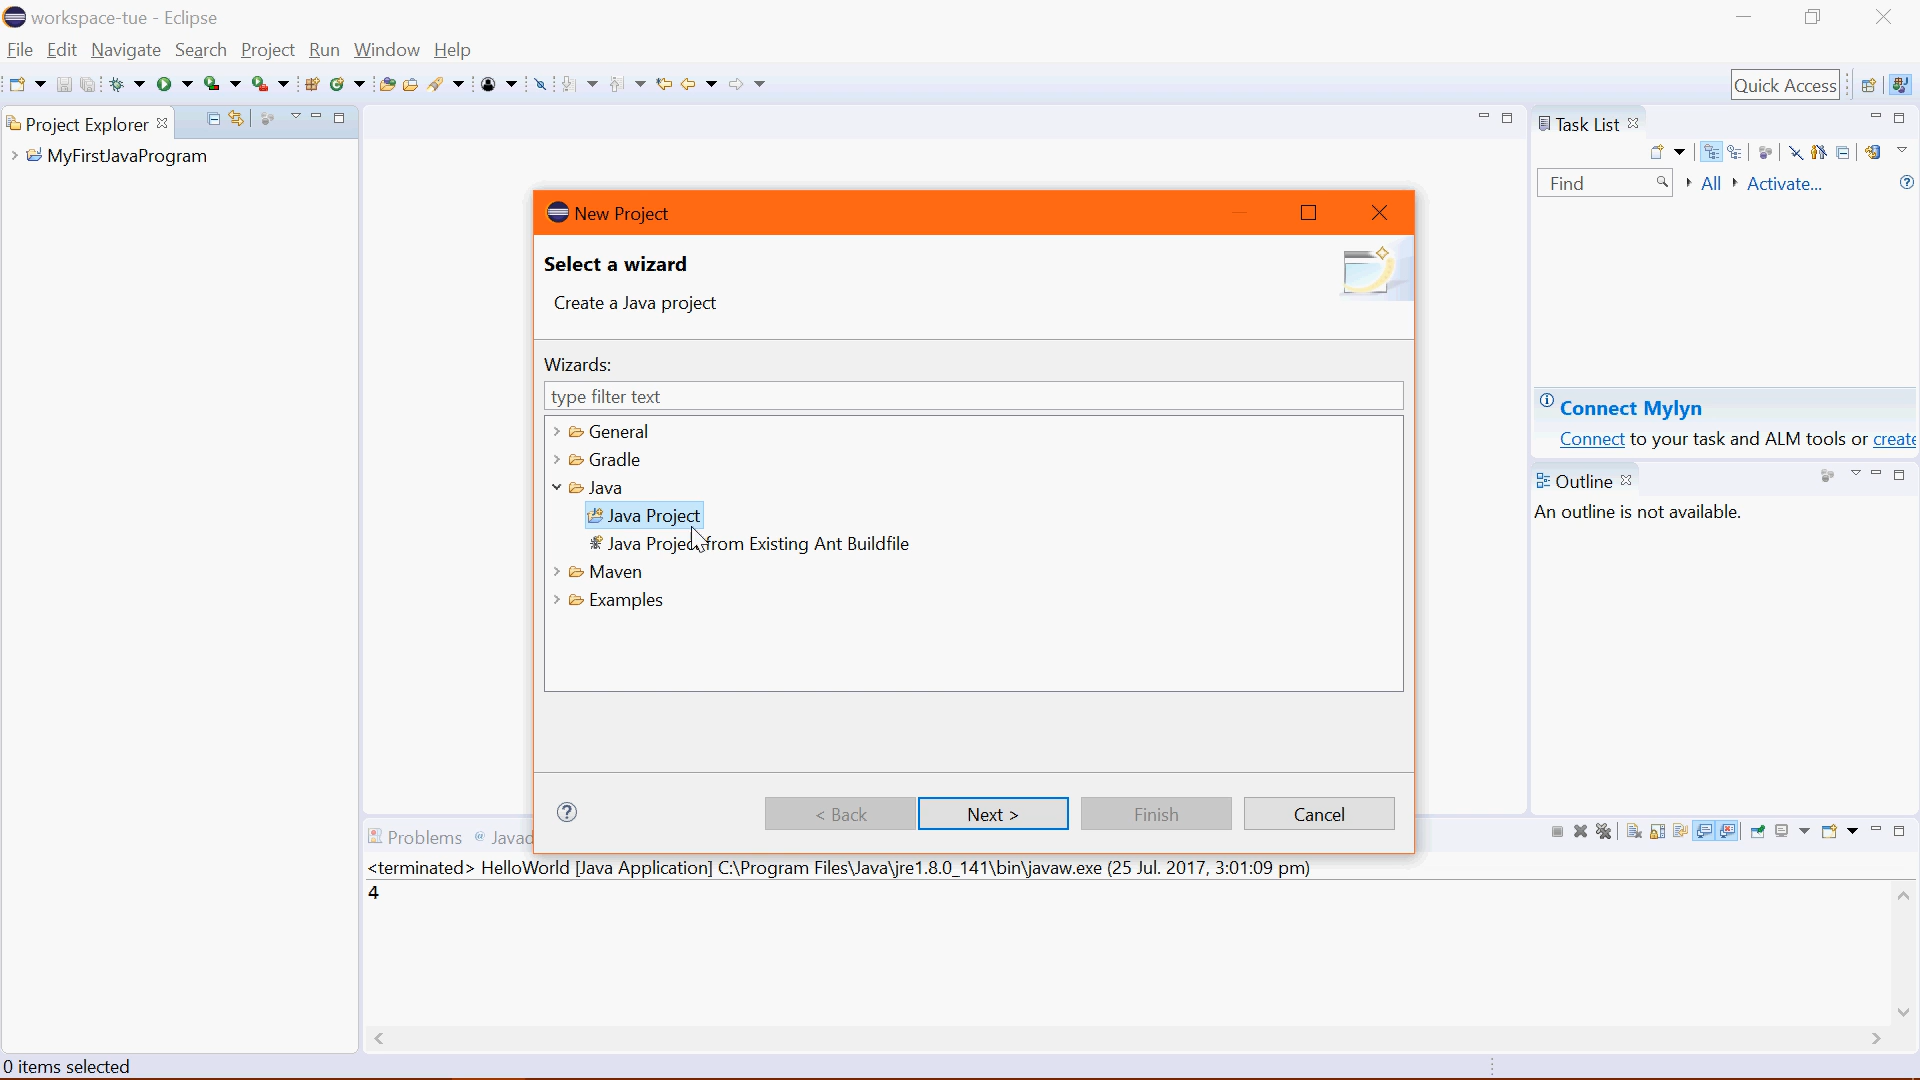 workspace-tue - Eclipse
File Edit Navigate Search Project Run Window Help
Quick Access
Project Explorer
MyFirstJavaProgram
Task List
Find
All
Activate...
New Project
Select a wizard
Create a Java project
Wizards:
type filter text
General
Gradle
Java
Java Project
Java Project from Existing Ant Buildfile
Maven
Examples
< Back
Next >
Finish
Cancel
Connect Mylyn
Connect to your task and ALM tools or create
Outline
An outline is not available.
Problems
@ Javad
<terminated> HelloWorld [Java Application] C:\Program Files\Java\jre1.8.0_141\bin\javaw.exe (25 Jul. 2017, 3:01:09 pm)
4
0 items selected